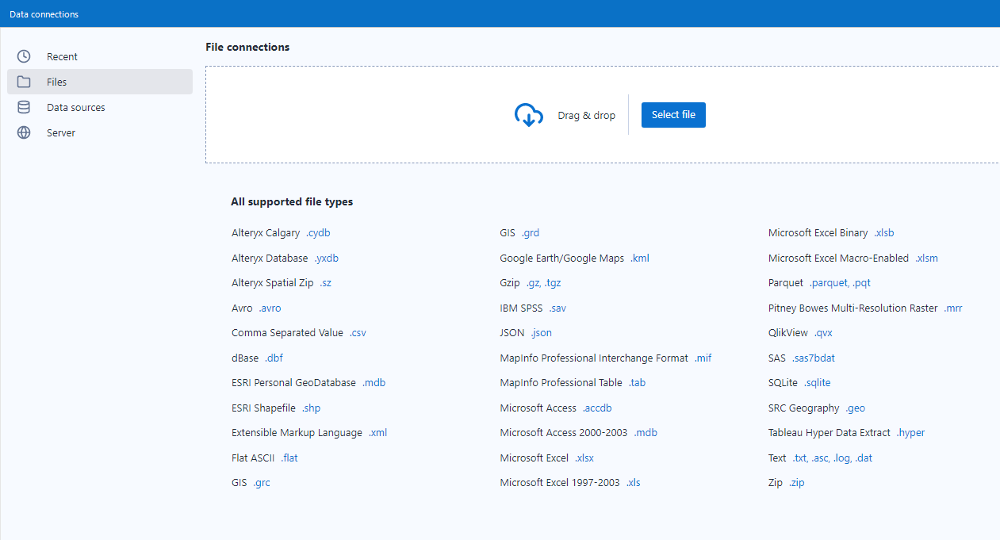 Data connections
Recent
Files
Data sources
Server
File connections
Drag & drop
Select file
All supported file types
Alteryx Calgary .cydb
Alteryx Database .yxdb
Alteryx Spatial Zip .sz
Avro .avro
Comma Separated Value .csv
dBase .dbf
ESRI Personal GeoDatabase .mdb
ESRI Shapefile .shp
Extensible Markup Language .xml
Flat ASCII .flat
GIS .grc
GIS .grd
Google Earth/Google Maps .kml
Gzip .gz, .tgz
IBM SPSS .sav
JSON .json
MapInfo Professional Interchange Format .mif
MapInfo Professional Table .tab
Microsoft Access .accdb
Microsoft Access 2000-2003 .mdb
Microsoft Excel .xlsx
Microsoft Excel 1997-2003 .xls
Microsoft Excel Binary .xlsb
Microsoft Excel Macro-Enabled .xlsm
Parquet .parquet, .pqt
Pitney Bowes Multi-Resolution Raster .mrr
QlikView .qvx
SAS .sas7bdat
SQLite .sqlite
SRC Geography .geo
Tableau Hyper Data Extract .hyper
Text .txt, .asc, .log, .dat
Zip .zip